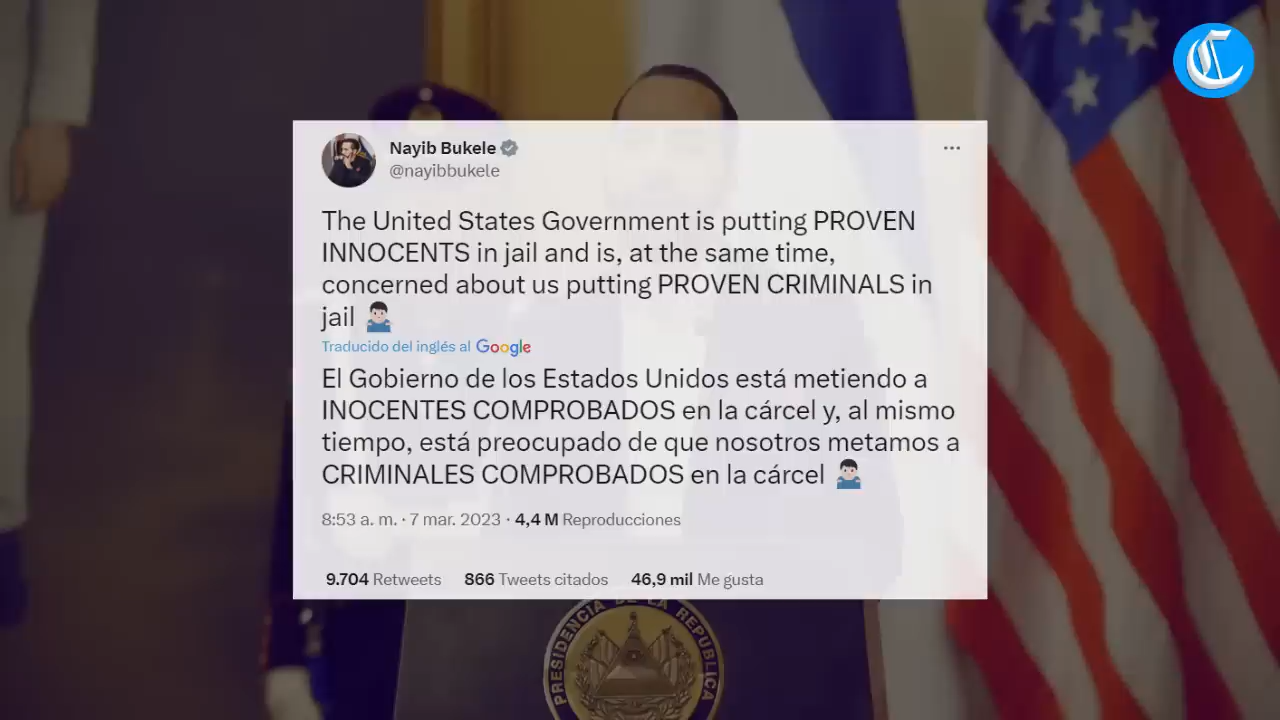 Nayib Bukele
@nayibbukele
The United States Government is putting PROVEN
INNOCENTS in jail and is, at the same time,
concerned about us putting PROVEN CRIMINALS in
jail 🤷🏻‍♂️
Traducido del inglés al Google
El Gobierno de los Estados Unidos está metiendo a
INOCENTES COMPROBADOS en la cárcel y, al mismo
tiempo, está preocupado de que nosotros metamos a
CRIMINALES COMPROBADOS en la cárcel 🤷🏻‍♂️
8:53 a. m. · 7 mar. 2023 · 4,4 M Reproducciones
9.704 Retweets 866 Tweets citados 46,9 mil Me gusta
PRESIDENCIA DE LA REPUBLICA
C